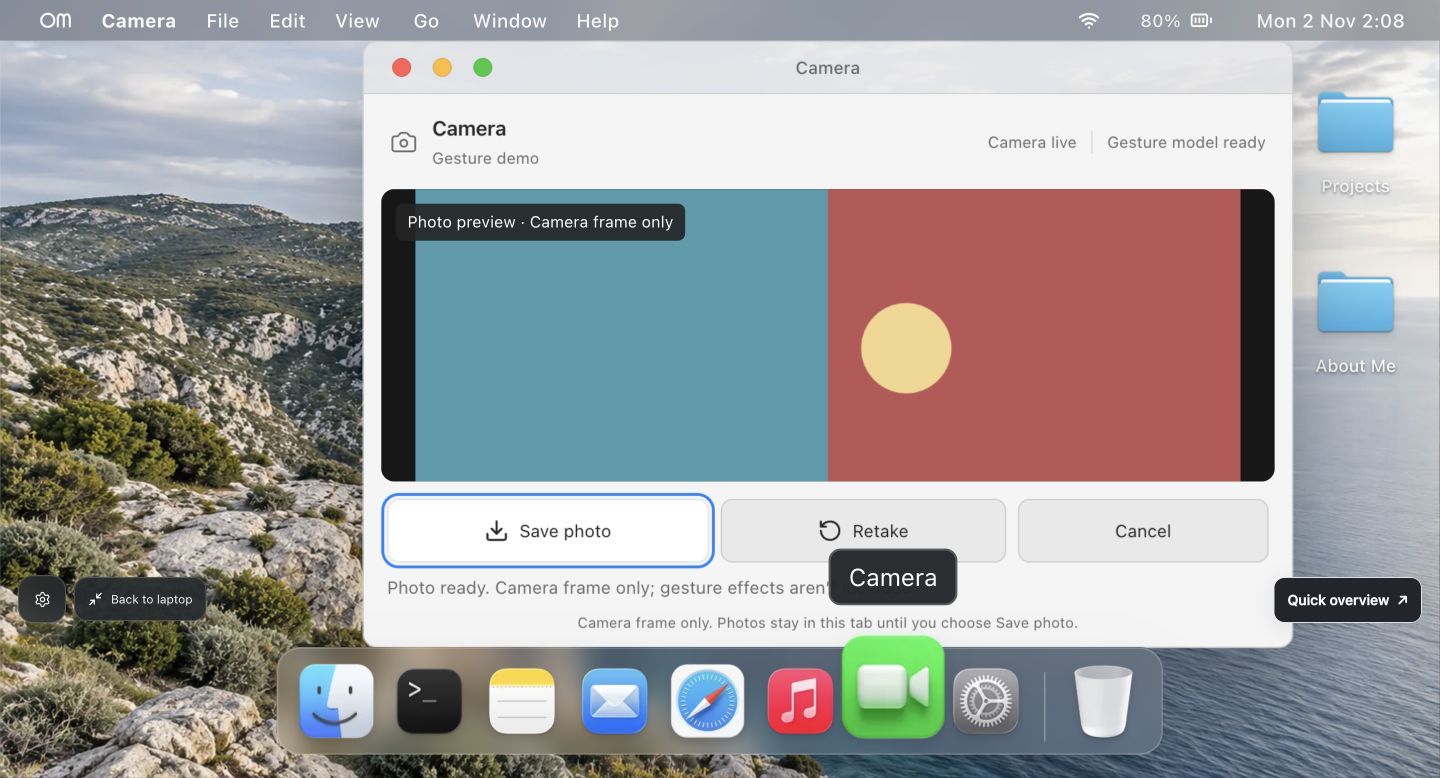 OM Camera File Edit View Go Window Help 80% Mon 2 Nov 2:08
Camera
Camera
Gesture demo
Camera live
Gesture model ready
Photo preview · Camera frame only
Projects
About Me
Save photo
Retake
Cancel
Photo ready. Camera frame only; gesture effects aren't
Camera
Camera frame only. Photos stay in this tab until you choose Save photo.
Back to laptop
Quick overview